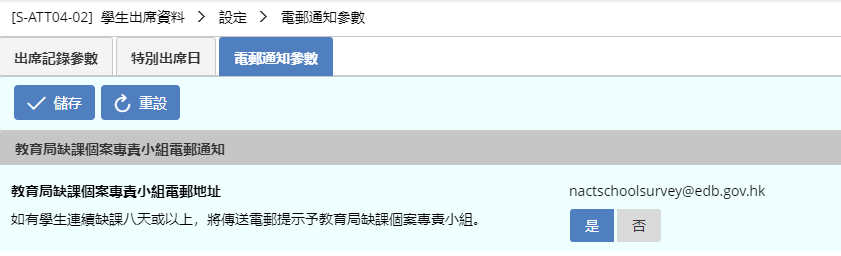 [S-ATT04-02] 學生出席資料 > 設定 > 電郵通知參數
出席記錄參數 特別出席日 電郵通知參數
儲存 重設
教育局缺課個案專責小組電郵通知
教育局缺課個案專責小組電郵地址 nactschoolsurvey@edb.gov.hk
如有學生連續缺課八天或以上，將傳送電郵提示予教育局缺課個案專責小組。 是 否